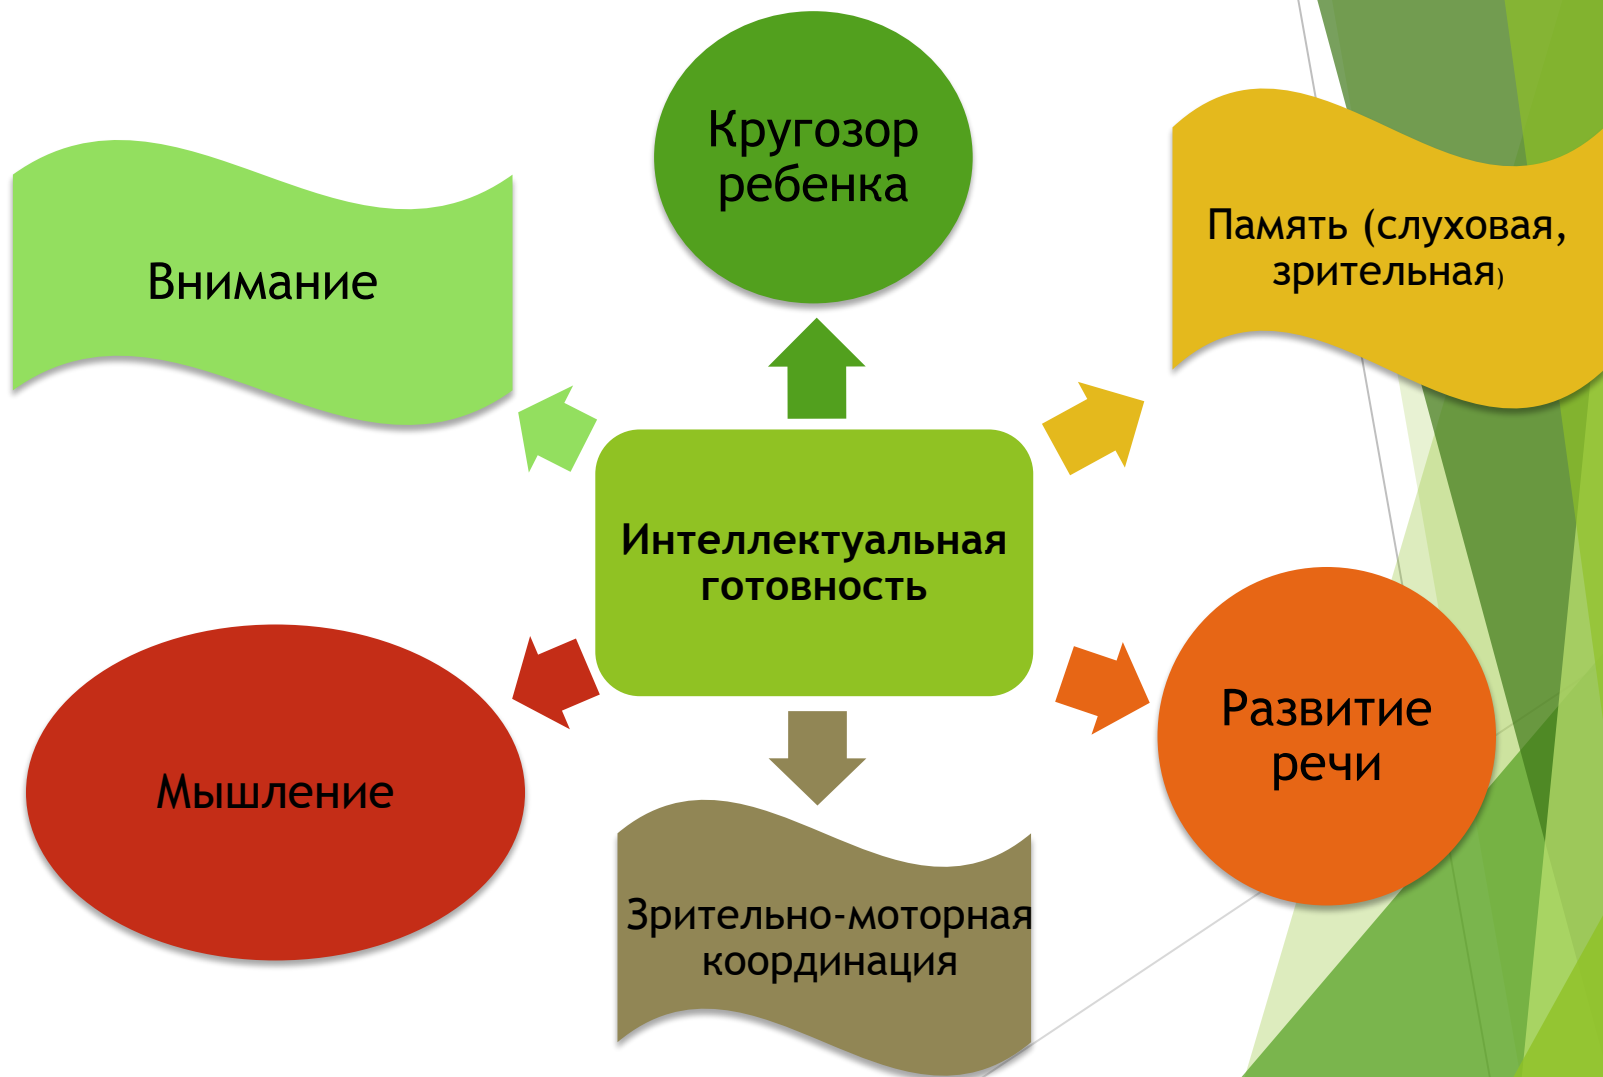 Кругозор
ребенка
Внимание
Память (слуховая,
зрительная)
Интеллектуальная
готовность
Мышление
Развитие
речи
Зрительно-моторная
координация